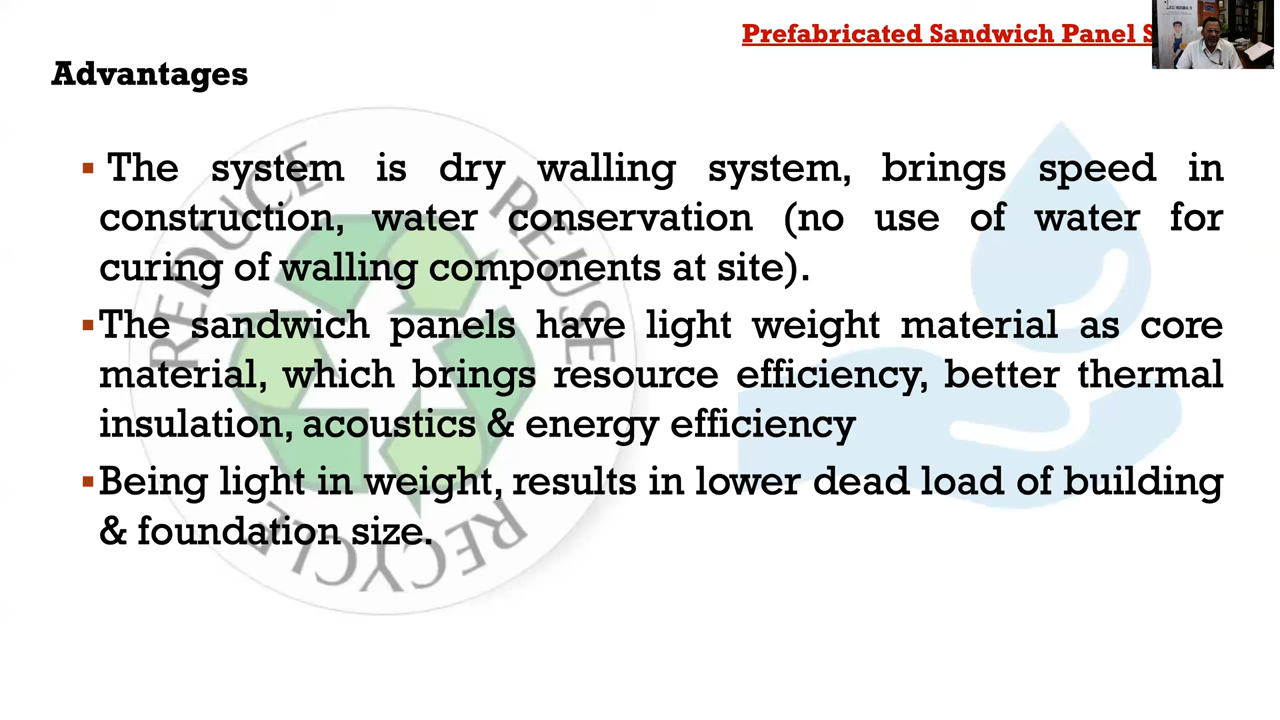 Prefabricated Sandwich Panel S
Advantages
▪ The system is dry walling system, brings speed in
construction, water conservation (no use of water for
curing of walling components at site).
▪The sandwich panels have light weight material as core
material, which brings resource efficiency, better thermal
insulation, acoustics & energy efficiency
▪Being light in weight, results in lower dead load of building
& foundation size.
REDUCE
REUSE
RECYCLE